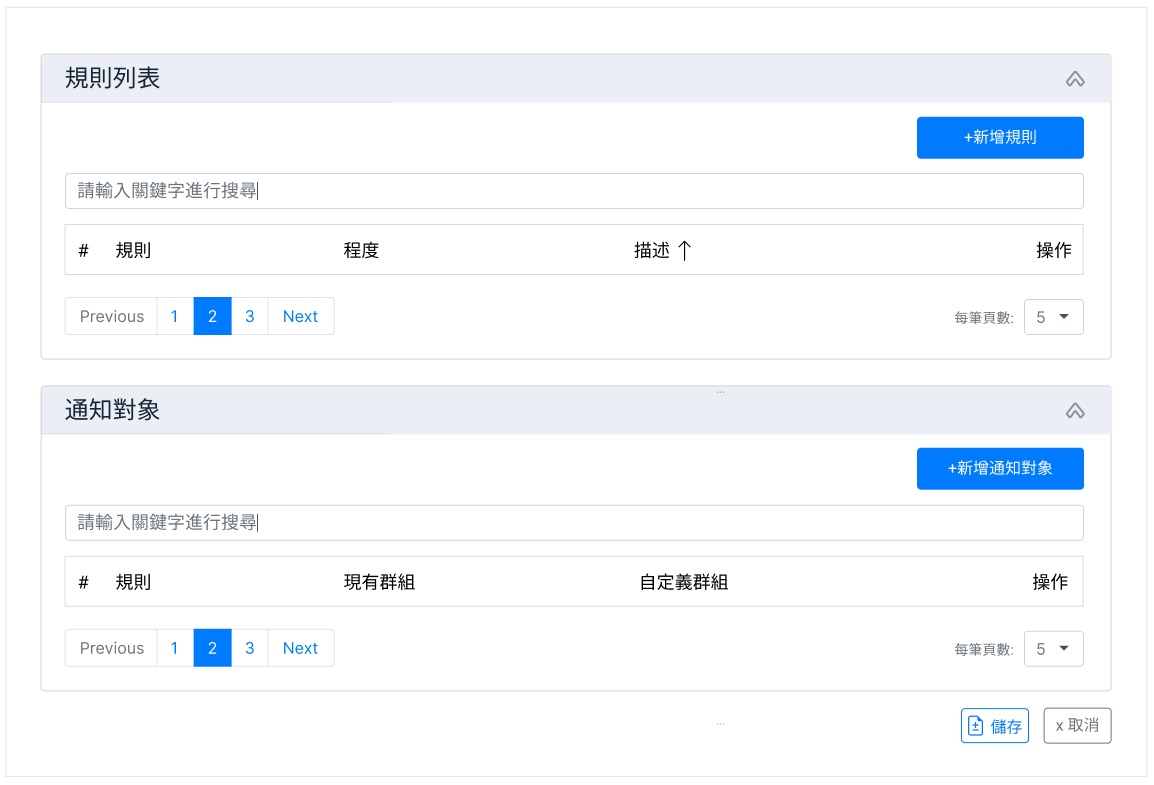 規則列表
+新增規則
請輸入關鍵字進行搜尋
# 規則 程度 描述 ↑ 操作
Previous 1 2 3 Next 每筆頁數: 5
...
通知對象
+新增通知對象
請輸入關鍵字進行搜尋
# 規則 現有群組 自定義群組 操作
Previous 1 2 3 Next 每筆頁數: 5
...
儲存 x 取消